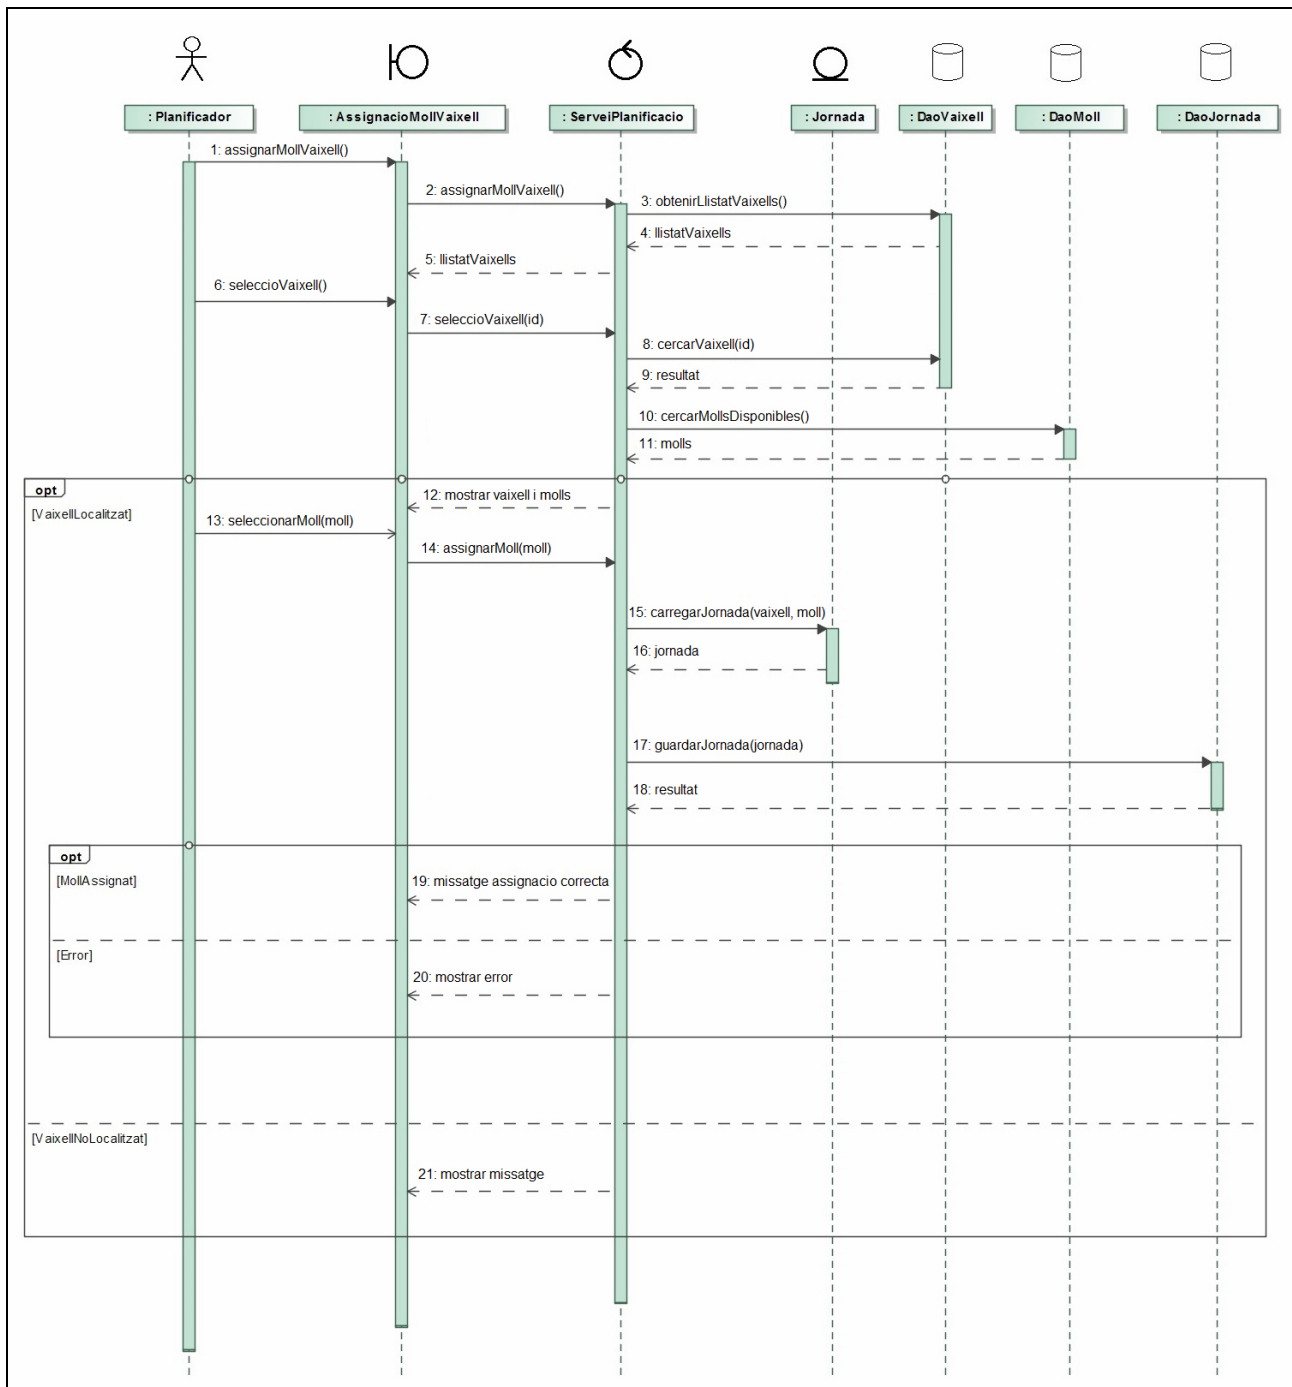 : Planificador
: AssignacioMollVaixell
: ServeiPlanificacio
: Jornada
: DaoVaixell
: DaoMoll
: DaoJornada
1: assignarMollVaixell()
2: assignarMollVaixell()
3: obtenirLlistatVaixells()
4: llistatVaixells
5: llistatVaixells
6: seleccioVaixell()
7: seleccioVaixell(id)
8: cercarVaixell(id)
9: resultat
10: cercarMollsDisponibles()
11: molls
opt
[VaixellLocalitzat]
12: mostrar vaixell i molls
13: seleccionarMoll(moll)
14: assignarMoll(moll)
15: carregarJornada(vaixell, moll)
16: jornada
17: guardarJornada(jornada)
18: resultat
opt
[MollAssignat]
19: missatge assignacio correcta
[Error]
20: mostrar error
[VaixellNoLocalitzat]
21: mostrar missatge